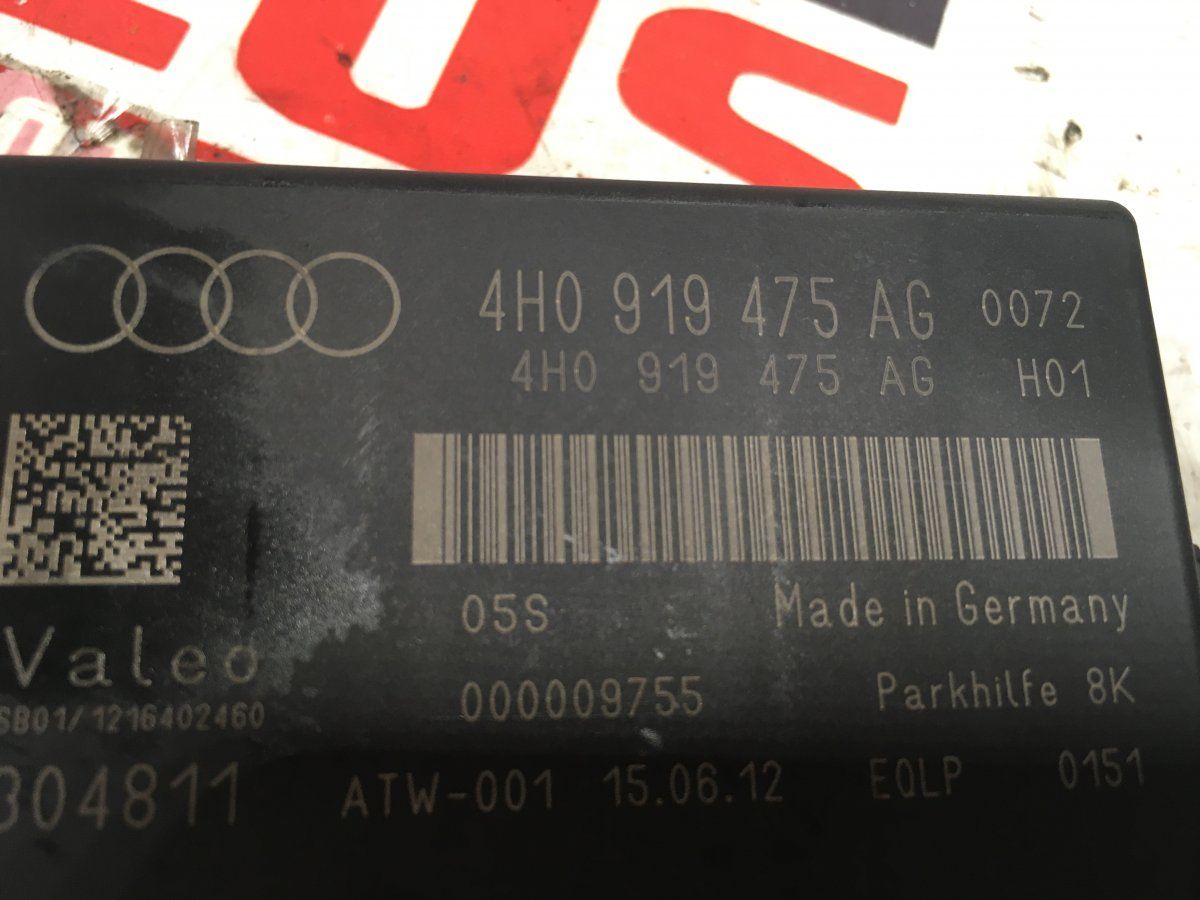 4H0 919 475 AG 0072
4H0 919 475 AG H01
05S Made in Germany
Valeo
000009755 Parkhilfe 8K
SB01/1216402460
304811 ATW-001 15.06.12 EQLP 0151